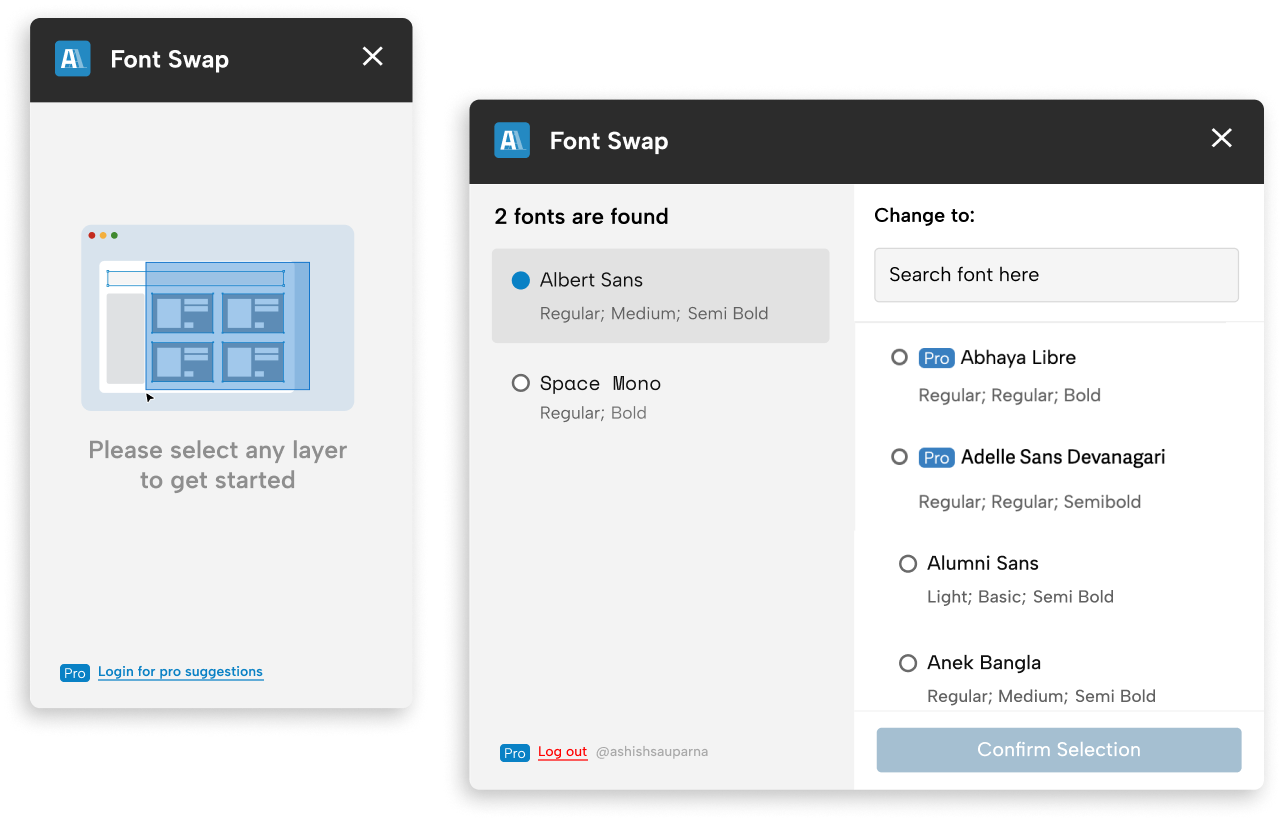 Font Swap
Please select any layer
to get started
Pro Login for pro suggestions
Font Swap
2 fonts are found
Albert Sans
Regular; Medium; Semi Bold
Space Mono
Regular; Bold
Pro Log out @ashishsauparna
Change to:
Search font here
Pro Abhaya Libre
Regular; Regular; Bold
Pro Adelle Sans Devanagari
Regular; Regular; Semibold
Alumni Sans
Light; Basic; Semi Bold
Anek Bangla
Regular; Medium; Semi Bold
Confirm Selection